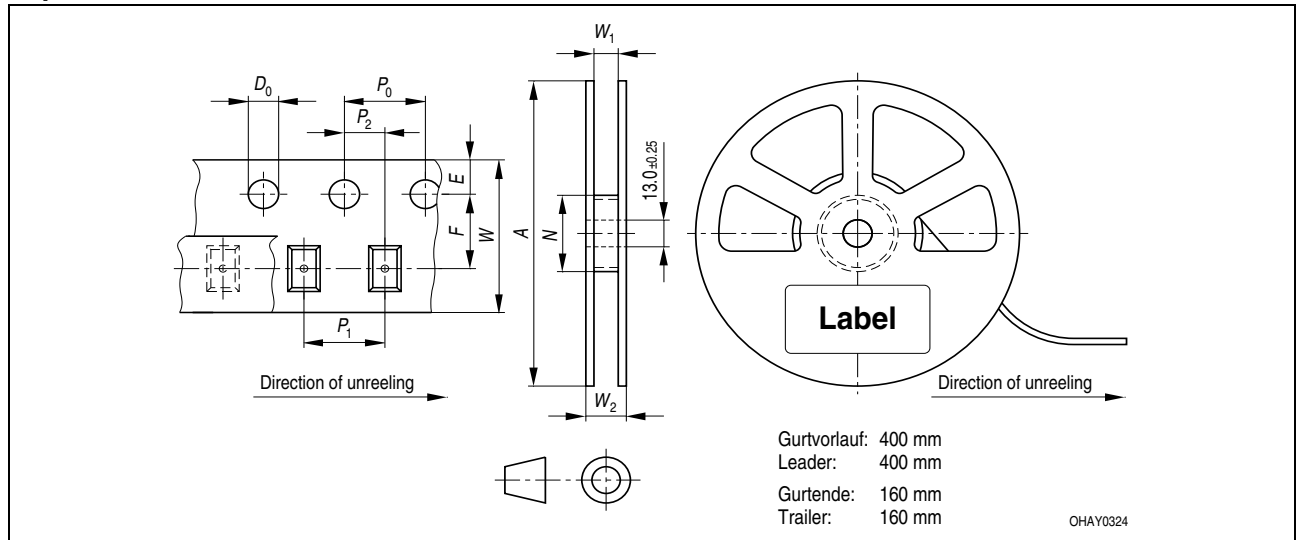 W1
D0
P0
P2
E
F
W
A
N
13.0±0.25
P1
W2
Label
Direction of unreeling
Direction of unreeling
Gurtvorlauf: 400 mm
Leader: 400 mm
Gurtende: 160 mm
Trailer: 160 mm
OHAY0324